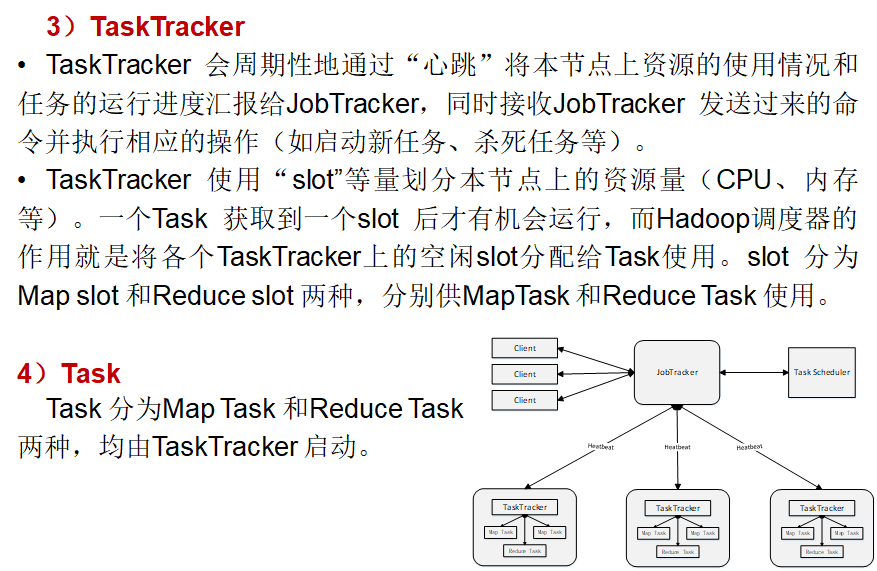 3）TaskTracker
• TaskTracker 会周期性地通过“心跳”将本节点上资源的使用情况和
任务的运行进度汇报给JobTracker，同时接收JobTracker 发送过来的命
令并执行相应的操作（如启动新任务、杀死任务等）。
• TaskTracker 使用“slot”等量划分本节点上的资源量（CPU、内存
等）。一个Task 获取到一个slot 后才有机会运行，而Hadoop调度器的
作用就是将各个TaskTracker上的空闲slot分配给Task使用。slot 分为
Map slot 和Reduce slot 两种，分别供MapTask 和Reduce Task 使用。
4）Task
Task 分为Map Task 和Reduce Task
两种，均由TaskTracker 启动。
Client
Client
Client
JobTracker
Task Scheduler
Heatbeat
Heatbeat
Heatbeat
TaskTracker
Map Task
Map Task
Reduce Task
TaskTracker
Map Task
Map Task
Reduce Task
TaskTracker
Map Task
Map Task
Reduce Task